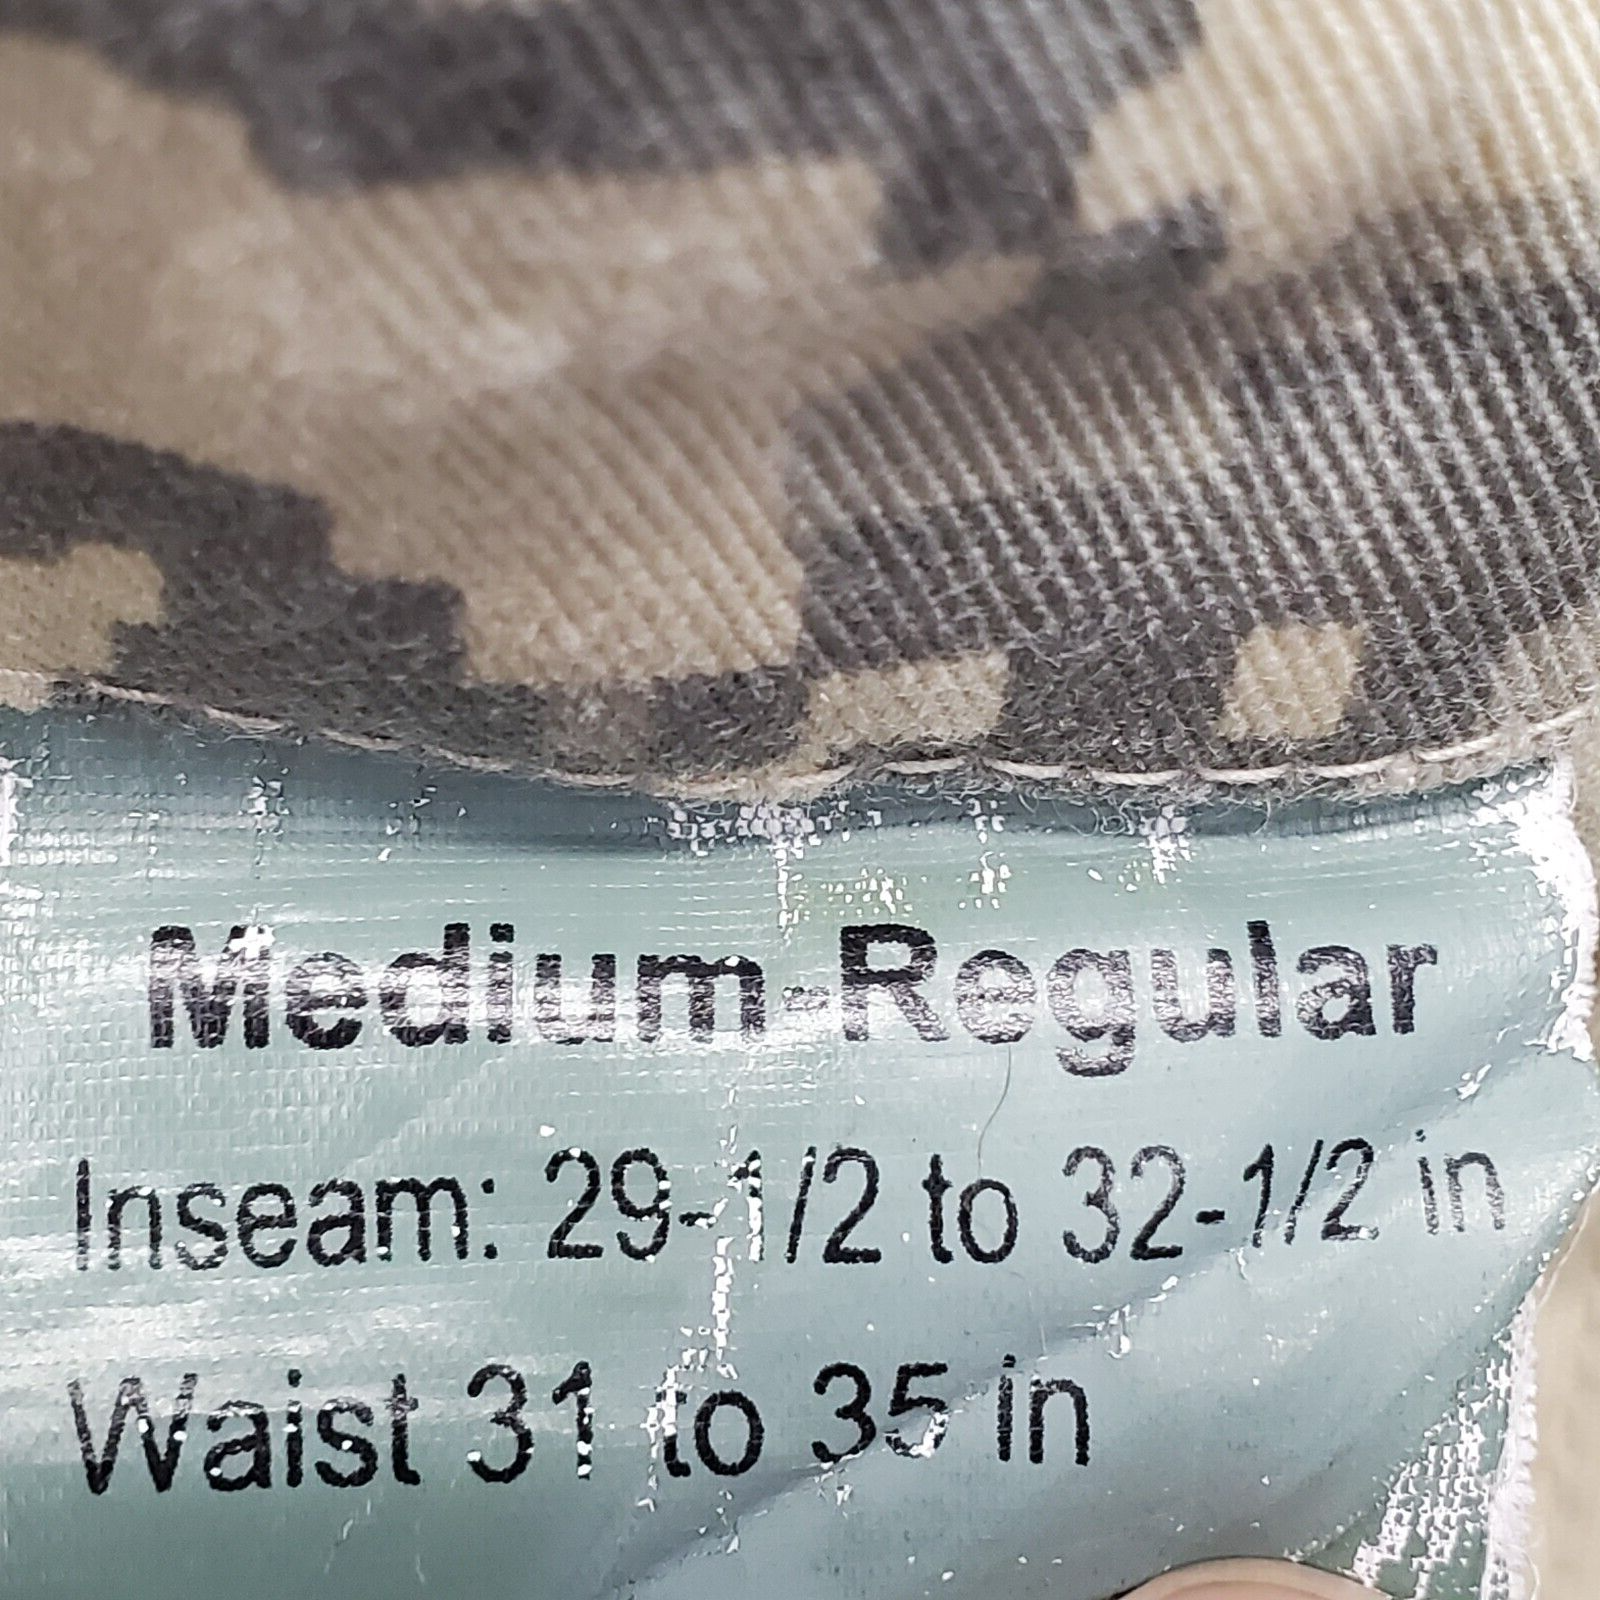 Medium-Regular
Inseam: 29-1/2 to 32-1/2 in
Waist 31 to 35 in